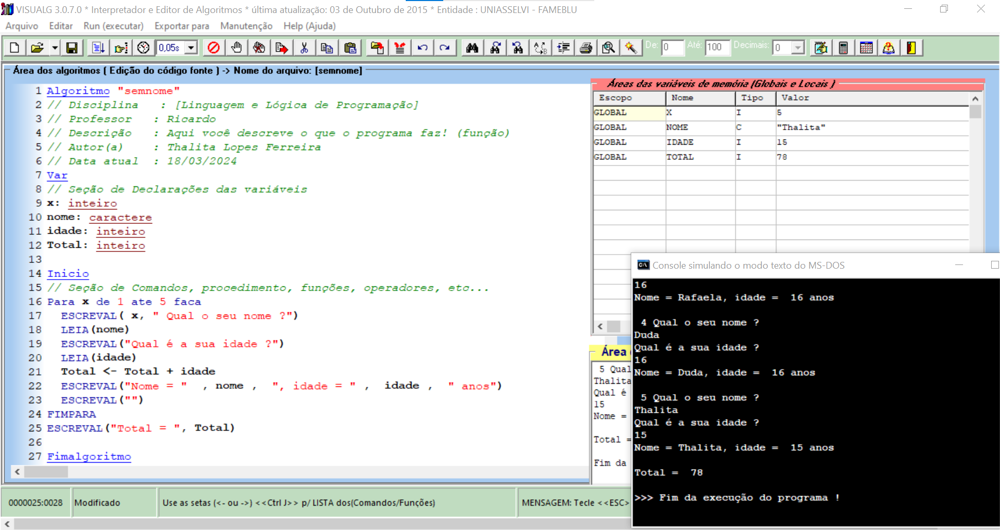 VISUALG 3.0.7.0 * Interpretador e Editor de Algoritmos * última atualização: 03 de Outubro de 2015 * Entidade : UNIASSELVI - FAMEBLU
Arquivo Editar Run (executar) Exportar para Manutenção Help (Ajuda)
0,05s De: 0 Até: 100 Decimais: 0
Área dos algoritmos ( Edição do código fonte ) -> Nome do arquivo: [semnome]
1 Algoritmo "semnome"
2 // Disciplina : [Linguagem e Lógica de Programação]
3 // Professor : Ricardo
4 // Descrição : Aqui você descreve o que o programa faz! (função)
5 // Autor(a) : Thalita Lopes Ferreira
6 // Data atual : 18/03/2024
7 Var
8 // Seção de Declarações das variáveis
9 x: inteiro
10 nome: caractere
11 idade: inteiro
12 Total: inteiro
13
14 Inicio
15 // Seção de Comandos, procedimento, funções, operadores, etc...
16 Para x de 1 ate 5 faca
17 ESCREVAL( x, " Qual o seu nome ?")
18 LEIA(nome)
19 ESCREVAL("Qual é a sua idade ?")
20 LEIA(idade)
21 Total <- Total + idade
22 ESCREVAL("Nome = " , nome , ", idade = " , idade , " anos")
23 ESCREVAL("")
24 FIMPARA
25 ESCREVAL("Total = ", Total)
26
27 Fimalgoritmo
Áreas das variáveis de memória (Globais e Locais )
Escopo Nome Tipo Valor
GLOBAL X I 5
GLOBAL NOME C "Thalita"
GLOBAL IDADE I 15
GLOBAL TOTAL I 78
Área
5 Qual
Thalita
Qual é
15
Nome =
Total =
Fim da
Console simulando o modo texto do MS-DOS
16
Nome = Rafaela, idade = 16 anos
4 Qual o seu nome ?
Duda
Qual é a sua idade ?
16
Nome = Duda, idade = 16 anos
5 Qual o seu nome ?
Thalita
Qual é a sua idade ?
15
Nome = Thalita, idade = 15 anos
Total = 78
>>> Fim da execução do programa !
0000025:0028 Modificado Use as setas (<- ou ->) <<Ctrl J>> p/ LISTA dos(Comandos/Funções) MENSAGEM: Tecle <<ESC>